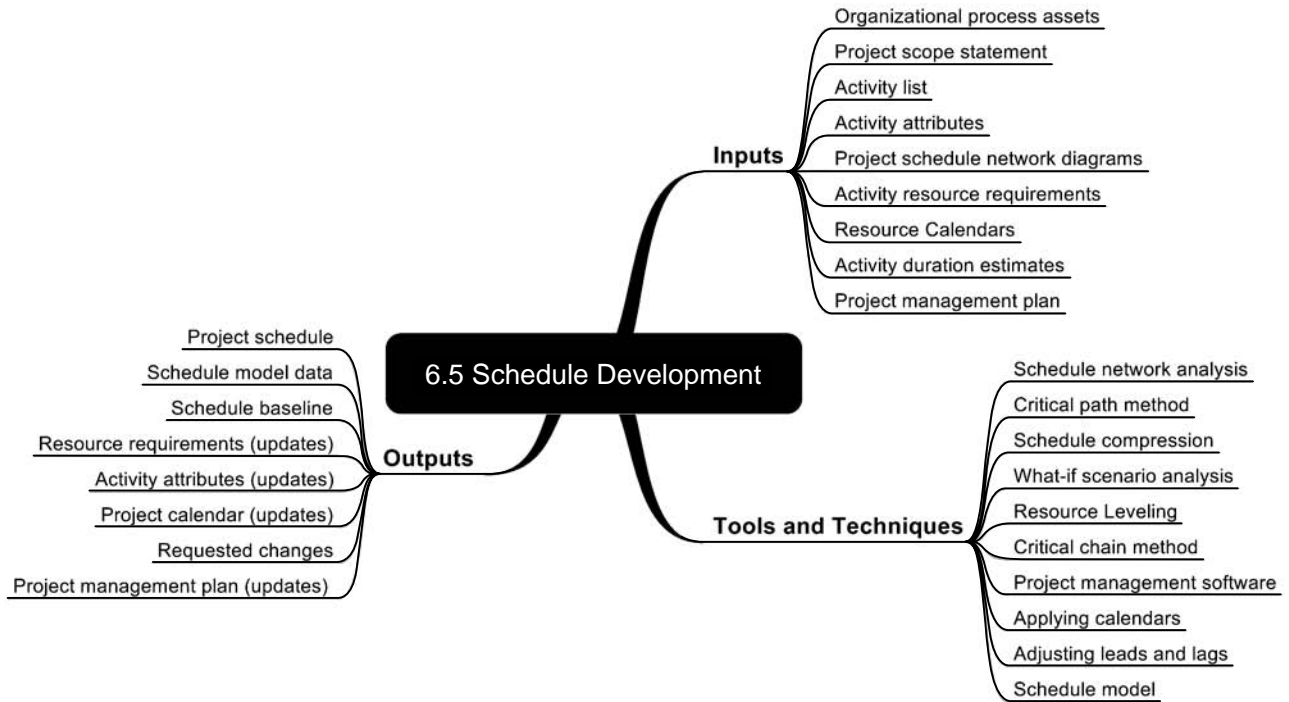 6.5 Schedule Development
Inputs
Organizational process assets
Project scope statement
Activity list
Activity attributes
Project schedule network diagrams
Activity resource requirements
Resource Calendars
Activity duration estimates
Project management plan
Tools and Techniques
Schedule network analysis
Critical path method
Schedule compression
What-if scenario analysis
Resource Leveling
Critical chain method
Project management software
Applying calendars
Adjusting leads and lags
Schedule model
Outputs
Project schedule
Schedule model data
Schedule baseline
Resource requirements (updates)
Activity attributes (updates)
Project calendar (updates)
Requested changes
Project management plan (updates)